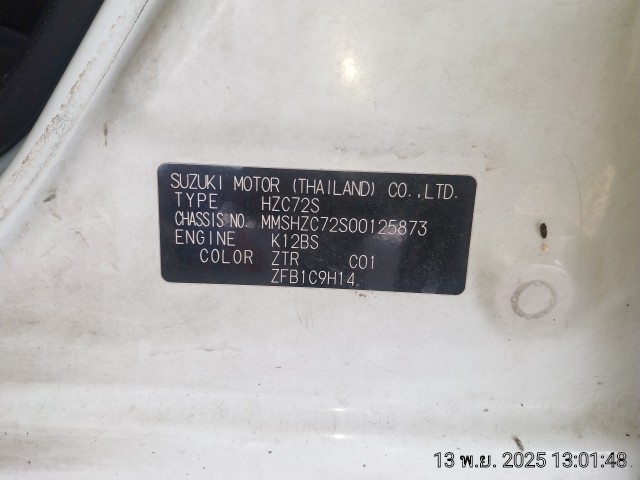 SUZUKI MOTOR (THAILAND) CO.,LTD.
TYPE HZC72S
CHASSIS NO. MMSHZC72S00125873
ENGINE K12BS
COLOR ZTR C01
ZFB1C9H14
13 พ.ย. 2025 13:01:48